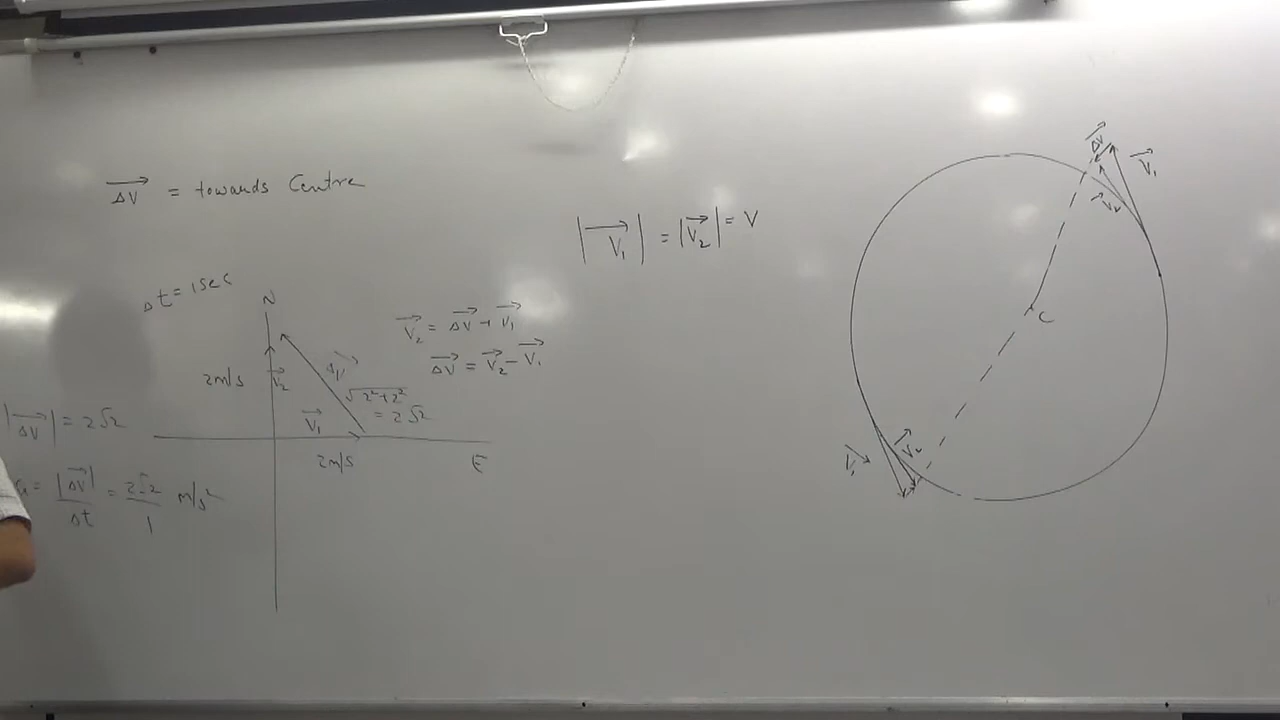 →ΔV = towards Centre
Δt = 1sec
N
2m/s
→V₂
→ΔV
√2²+2²
= 2√2
→V₁
2m/s
E
→V₂ = →ΔV + →V₁
→ΔV = →V₂ - →V₁
|→ΔV| = 2√2
a = |→ΔV|/Δt = 2√2/1 m/s²
|→V₁| = |→V₂| = V
→ΔV
→V₁
→V₂
C
→V₁
→V₂